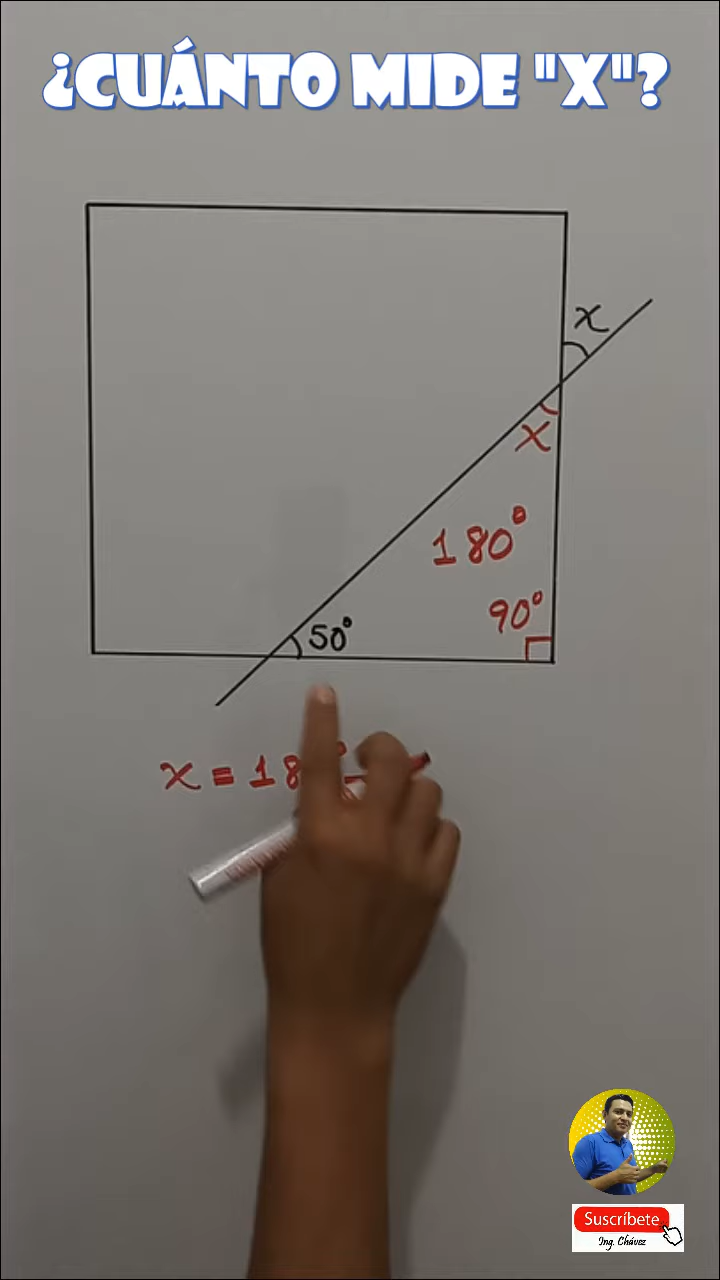 ¿CUÁNTO MIDE "X"?
x
x
180°
90°
50°
x = 18
Suscríbete
Ing. Chávez